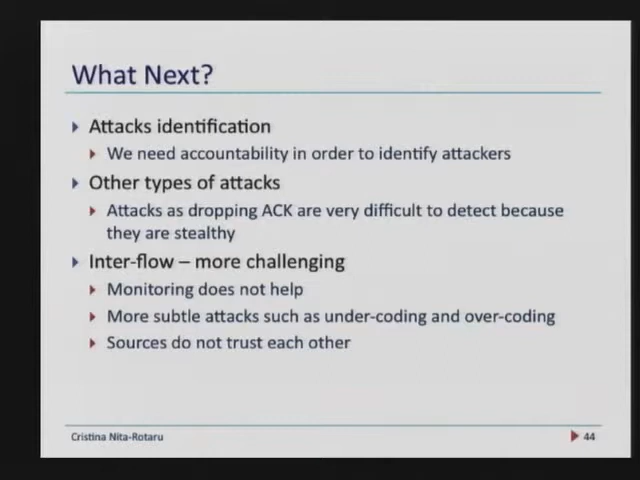 What Next?
Attacks identification
We need accountability in order to identify attackers
Other types of attacks
Attacks as dropping ACK are very difficult to detect because
they are stealthy
Inter-flow – more challenging
Monitoring does not help
More subtle attacks such as under-coding and over-coding
Sources do not trust each other
Cristina Nita-Rotaru
44